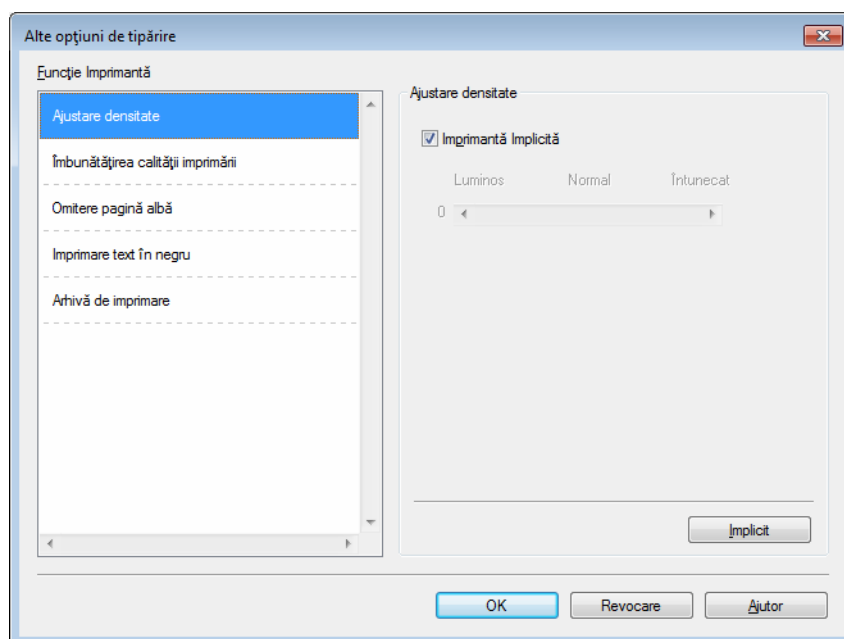 Alte opţiuni de tipărire
Funcţie Imprimantă
Ajustare densitate
Îmbunătăţirea calităţii imprimării
Omitere pagină albă
Imprimare text în negru
Arhivă de imprimare
Ajustare densitate
Imprimantă Implicită
Luminos Normal Întunecat
0
Implicit
OK Revocare Ajutor